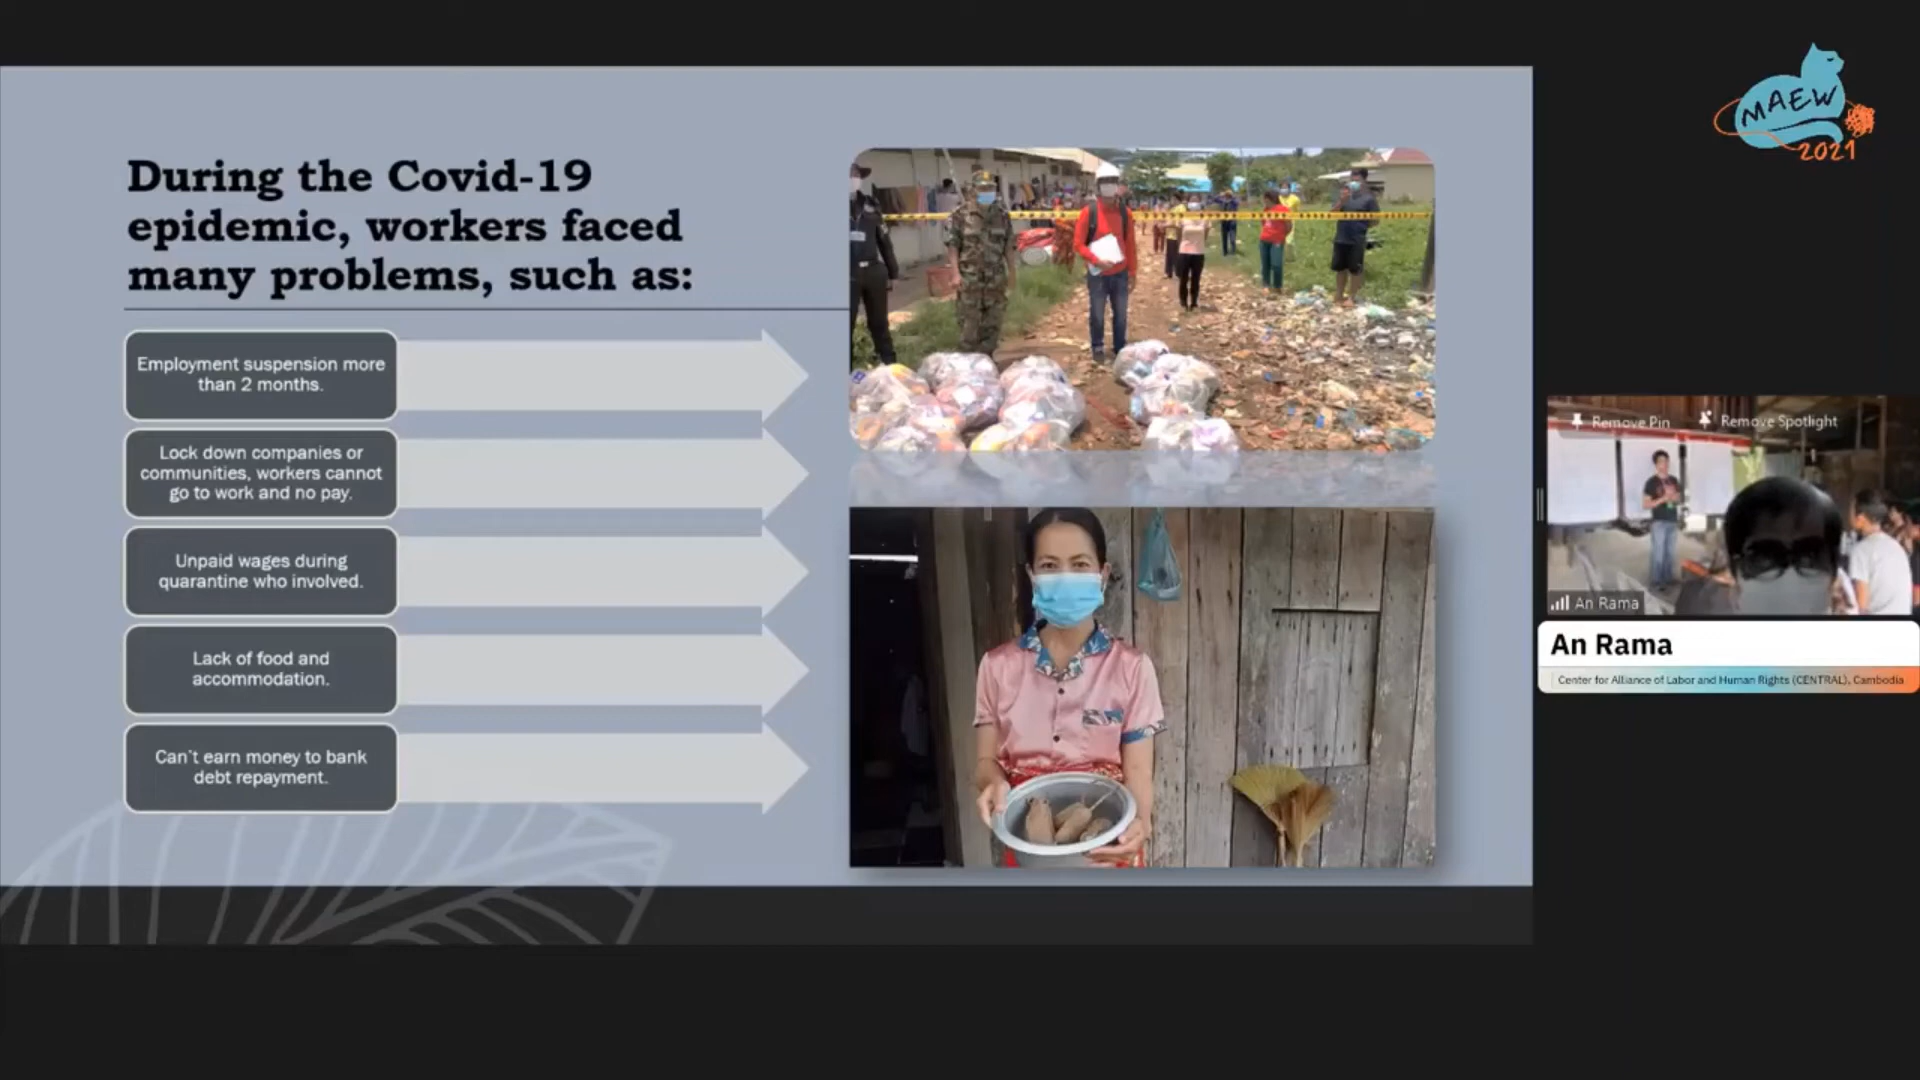 MAEW
2021
During the Covid-19
epidemic, workers faced
many problems, such as:
Employment suspension more
than 2 months.
Lock down companies or
communities, workers cannot
go to work and no pay.
Unpaid wages during
quarantine who involved.
Lack of food and
accommodation.
Can't earn money to bank
debt repayment.
Remove Pin
Remove Spotlight
An Rama
An Rama
Center for Alliance of Labor and Human Rights (CENTRAL), Cambodia